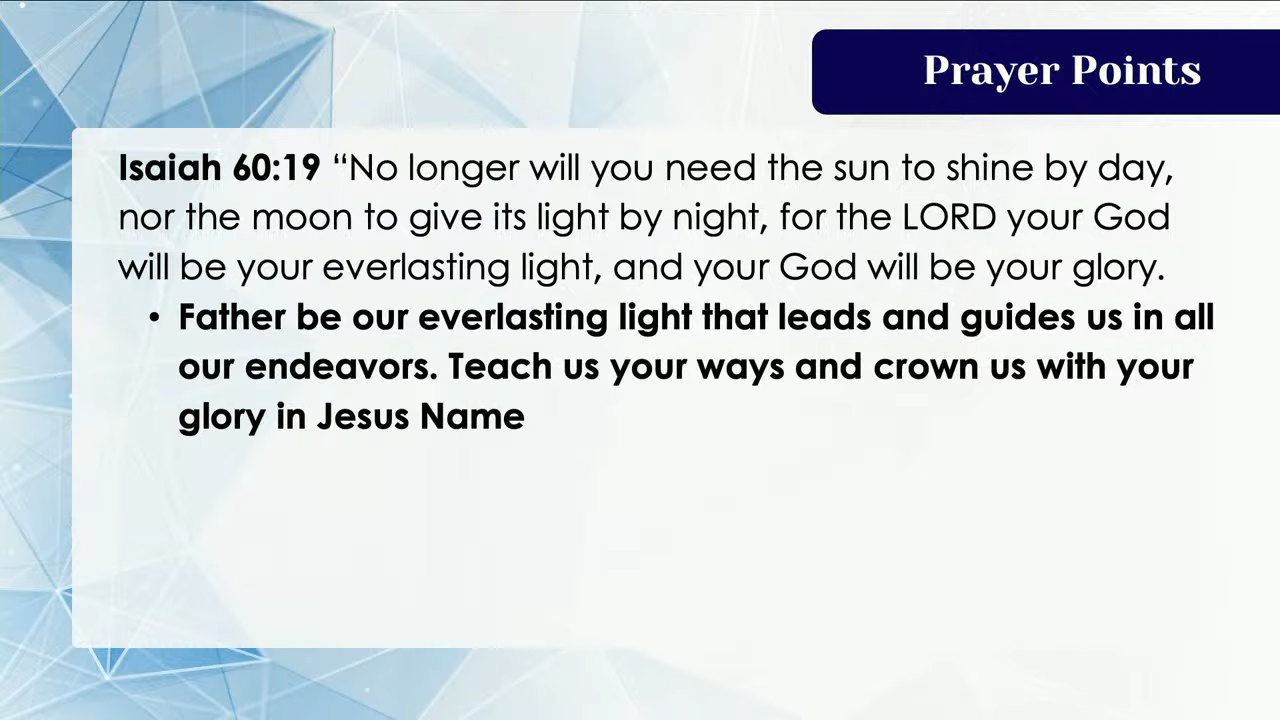 Prayer Points
Isaiah 60:19 “No longer will you need the sun to shine by day,
nor the moon to give its light by night, for the LORD your God
will be your everlasting light, and your God will be your glory.
• Father be our everlasting light that leads and guides us in all
our endeavors. Teach us your ways and crown us with your
glory in Jesus Name